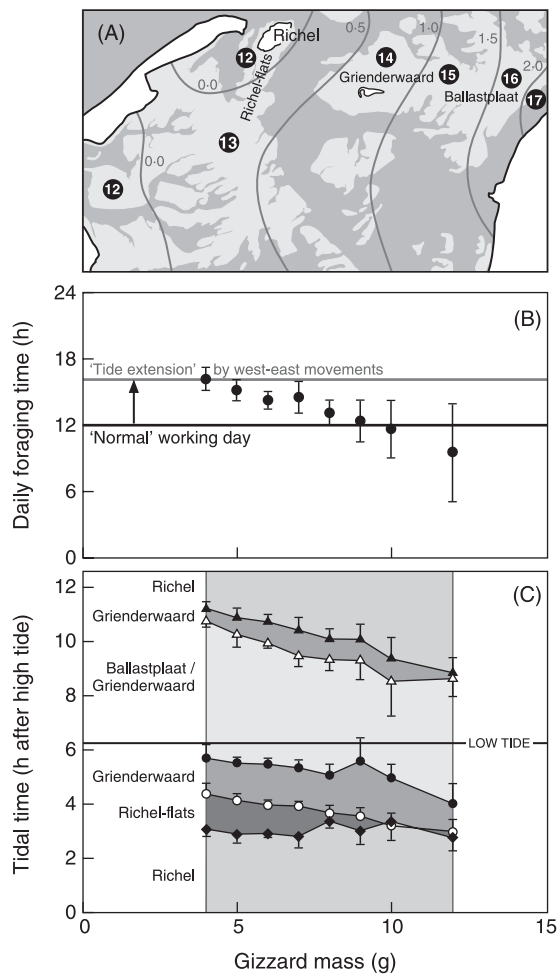 (A)
Richel
12
Richel-flats
0·0
0·5
1·0
1·5
2·0
14
Grienderwaard
15
16
Ballastplaat
17
13
0·0
12
(B)
Daily foraging time (h)
24
18
12
6
0
'Tide extension' by west-east movements
'Normal' working day
(C)
Tidal time (h after high tide)
12
10
8
6
4
2
0
Richel
Grienderwaard
Ballastplaat /
Grienderwaard
LOW TIDE
Grienderwaard
Richel-flats
Richel
0
5
10
15
Gizzard mass (g)